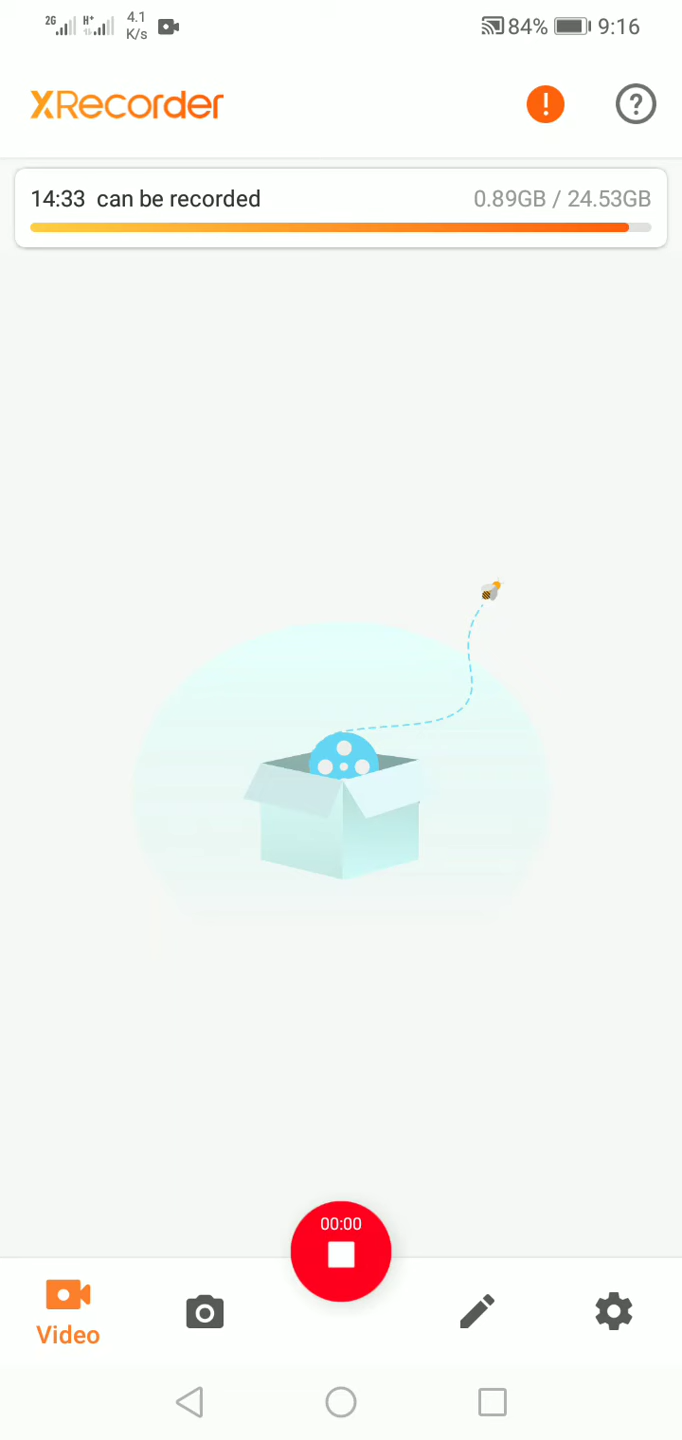 2G H+ 4.1 K/s 84% 9:16
XRecorder
14:33 can be recorded 0.89GB / 24.53GB
00:00
Video